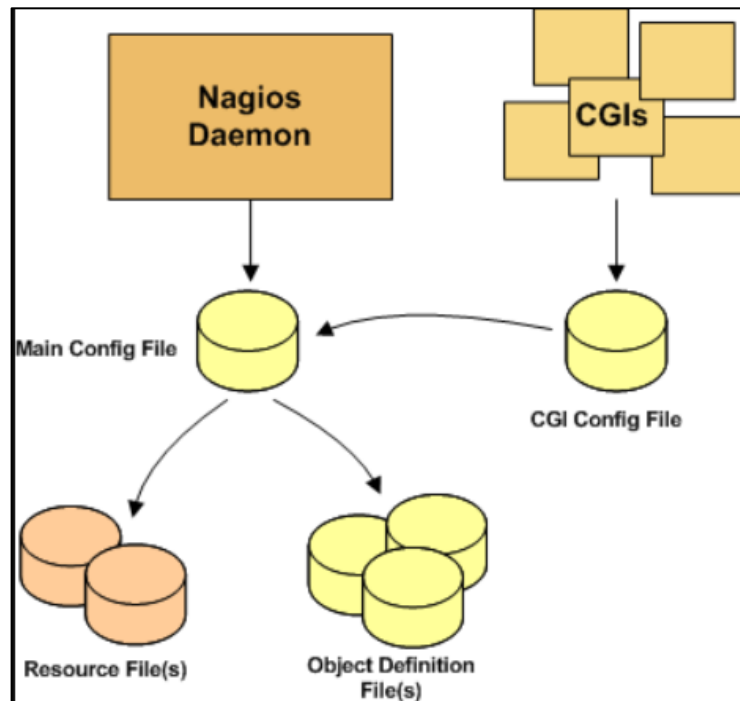 Nagios
Daemon
CGIs
Main Config File
CGI Config File
Resource File(s)
Object Definition
File(s)